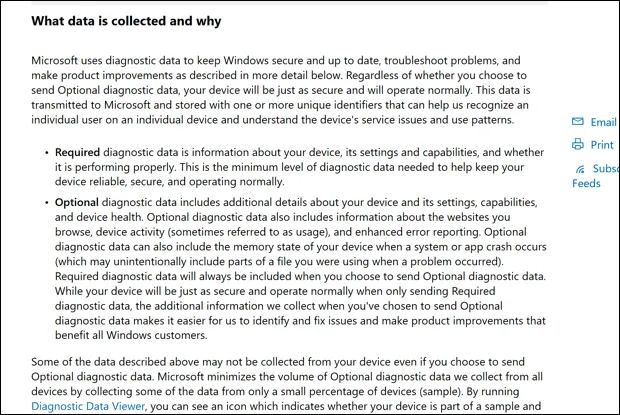 What data is collected and why
Microsoft uses diagnostic data to keep Windows secure and up to date, troubleshoot problems, and
make product improvements as described in more detail below. Regardless of whether you choose to
send Optional diagnostic data, your device will be just as secure and will operate normally. This data is
transmitted to Microsoft and stored with one or more unique identifiers that can help us recognize an
individual user on an individual device and understand the device's service issues and use patterns.
• Required diagnostic data is information about your device, its settings and capabilities, and whether
it is performing properly. This is the minimum level of diagnostic data needed to help keep your
device reliable, secure, and operating normally.
• Optional diagnostic data includes additional details about your device and its settings, capabilities,
and device health. Optional diagnostic data also includes information about the websites you
browse, device activity (sometimes referred to as usage), and enhanced error reporting. Optional
diagnostic data can also include the memory state of your device when a system or app crash occurs
(which may unintentionally include parts of a file you were using when a problem occurred).
Required diagnostic data will always be included when you choose to send Optional diagnostic data.
While your device will be just as secure and operate normally when only sending Required
diagnostic data, the additional information we collect when you've chosen to send Optional
diagnostic data makes it easier for us to identify and fix issues and make product improvements that
benefit all Windows customers.
Some of the data described above may not be collected from your device even if you choose to send
Optional diagnostic data. Microsoft minimizes the volume of Optional diagnostic data we collect from all
devices by collecting some of the data from only a small percentage of devices (sample). By running
Diagnostic Data Viewer, you can see an icon which indicates whether your device is part of a sample and
Email
Print
Subsc
Feeds